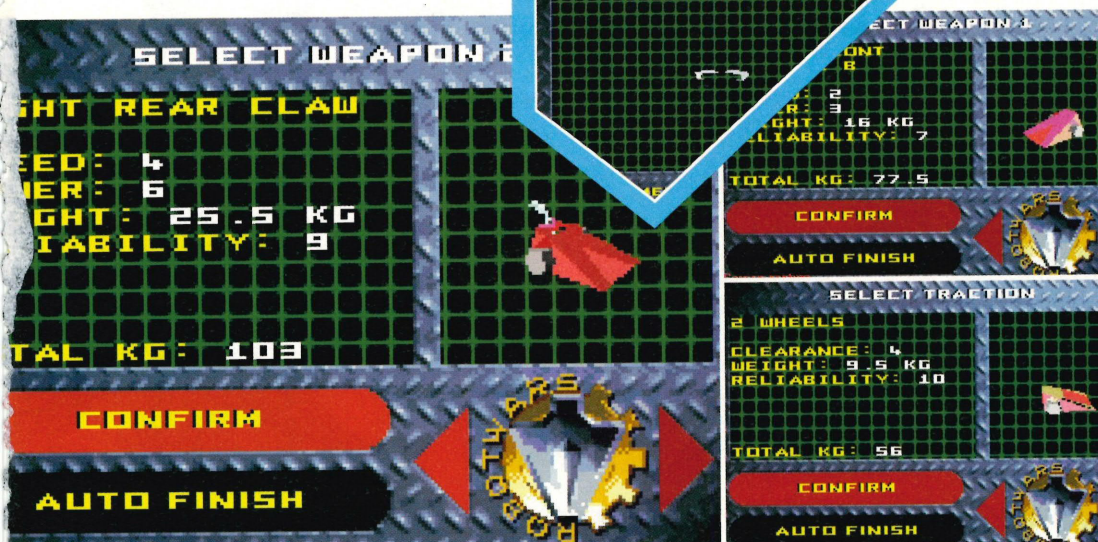 SELECT WEAPON 2
GHT REAR CLAW
EED: 4
WER: 6
IGHT: 25.5 KG
IABILITY: 9
TAL KG: 103
CONFIRM
AUTO FINISH
ROBOT WARS
ECT WEAPON 1
ONT
B
: 2
R: 3
GHT: 16 KG
LIABILITY: 7
TOTAL KG: 77.5
CONFIRM
AUTO FINISH
SELECT TRACTION
2 WHEELS
CLEARANCE: 4
WEIGHT: 9.5 KG
RELIABILITY: 10
TOTAL KG: 56
CONFIRM
AUTO FINISH